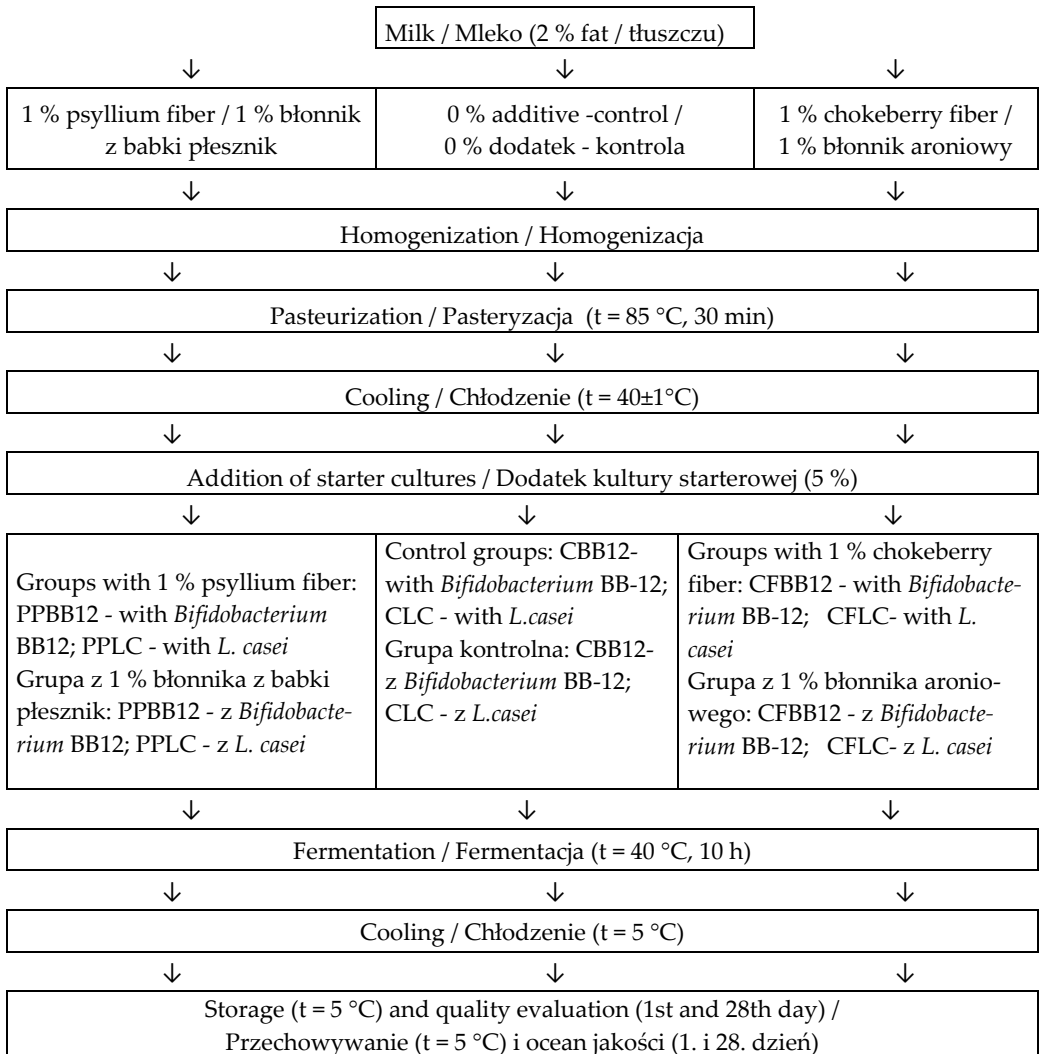 Milk / Mleko (2 % fat / tłuszczu)
↓ ↓ ↓
1 % psyllium fiber / 1 % błonnik
z babki płesznik
0 % additive -control /
0 % dodatek - kontrola
1 % chokeberry fiber /
1 % błonnik aroniowy
↓ ↓ ↓
Homogenization / Homogenizacja
↓ ↓ ↓
Pasteurization / Pasteryzacja (t = 85 °C, 30 min)
↓ ↓ ↓
Cooling / Chłodzenie (t = 40±1°C)
↓ ↓ ↓
Addition of starter cultures / Dodatek kultury starterowej (5 %)
↓ ↓ ↓
Groups with 1 % psyllium fiber:
PPBB12 - with Bifidobacterium
BB12; PPLC - with L. casei
Grupa z 1 % błonnika z babki
płesznik: PPBB12 - z Bifidobacte-
rium BB12; PPLC - z L. casei
Control groups: CBB12-
with Bifidobacterium BB-12;
CLC - with L.casei
Grupa kontrolna: CBB12-
z Bifidobacterium BB-12;
CLC - z L.casei
Groups with 1 % chokeberry
fiber: CFBB12 - with Bifidobacte-
rium BB-12; CFLC- with L.
casei
Grupa z 1 % błonnika aronio-
wego: CFBB12 - z Bifidobacte-
rium BB-12; CFLC- z L. casei
↓ ↓ ↓
Fermentation / Fermentacja (t = 40 °C, 10 h)
↓ ↓ ↓
Cooling / Chłodzenie (t = 5 °C)
↓ ↓ ↓
Storage (t = 5 °C) and quality evaluation (1st and 28th day) /
Przechowywanie (t = 5 °C) i ocean jakości (1. i 28. dzień)